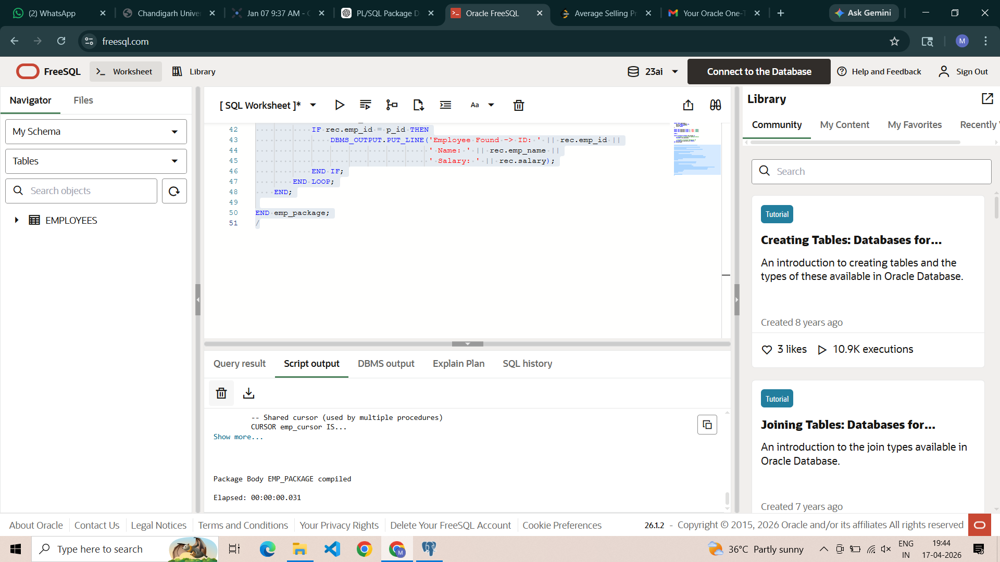 (2) WhatsApp
Chandigarh Univer
Jan 07 9:37 AM - C
PL/SQL Package D
Oracle FreeSQL
Average Selling Pr
Your Oracle One-T
Ask Gemini
freesql.com
M
FreeSQL
Worksheet
Library
23ai
Connect to the Database
Help and Feedback
Sign Out
Navigator
Files
My Schema
Tables
Search objects
EMPLOYEES
[ SQL Worksheet ]*
Aa
42 IF rec.emp_id = p_id THEN
43 DBMS_OUTPUT.PUT_LINE('Employee Found -> ID: ' || rec.emp_id ||
44 ' Name: ' || rec.emp_name ||
45 ' Salary: ' || rec.salary);
46 END IF;
47 END LOOP;
48 END;
49
50 END emp_package;
51 /
Query result
Script output
DBMS output
Explain Plan
SQL history
-- Shared cursor (used by multiple procedures)
CURSOR emp_cursor IS...
Show more...
Package Body EMP_PACKAGE compiled
Elapsed: 00:00:00.031
Library
Community
My Content
My Favorites
Recently
Search
Tutorial
Creating Tables: Databases for...
An introduction to creating tables and the
types of these available in Oracle Database.
Created 8 years ago
3 likes
10.9K executions
Tutorial
Joining Tables: Databases for...
An introduction to the join types available in
Oracle Database.
Created 7 years ago
About Oracle
Contact Us
Legal Notices
Terms and Conditions
Your Privacy Rights
Delete Your FreeSQL Account
Cookie Preferences
26.1.2 - Copyright © 2015, 2026 Oracle and/or its affiliates All rights reserved
Type here to search
M
36°C Partly sunny
ENG
IN
19:44
17-04-2026